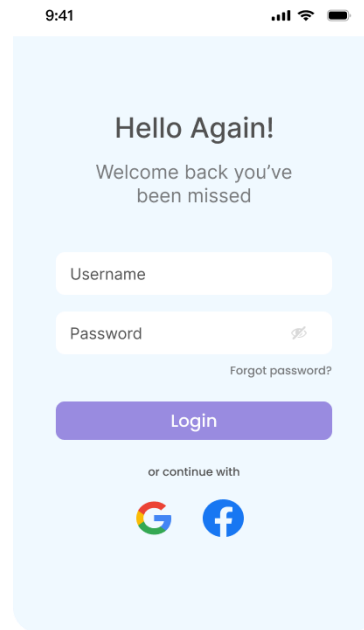 9:41
Hello Again!
Welcome back you’ve
been missed
Username
Password
Forgot password?
Login
or continue with